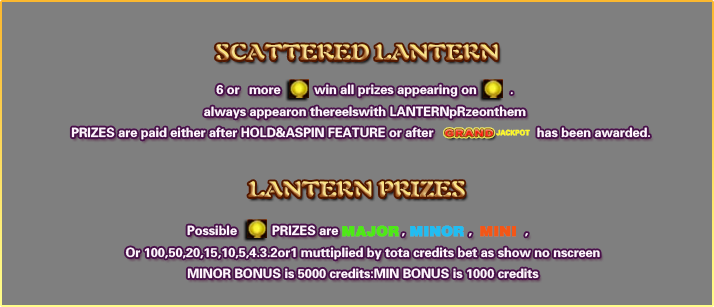 SCATTERED LANTERN
6 or more win all prizes appearing on .
always appearon thereelswith LANTERNpRzeonthem
PRIZES are paid either after HOLD&ASPIN FEATURE or after GRAND JACKPOT has been awarded.
LANTERN PRIZES
Possible PRIZES are MAJOR , MINOR , MINI ,
Or 100,50,20,15,10,5,4.3.2or1 muttiplied by tota credits bet as show no nscreen
MINOR BONUS is 5000 credits:MIN BONUS is 1000 credits